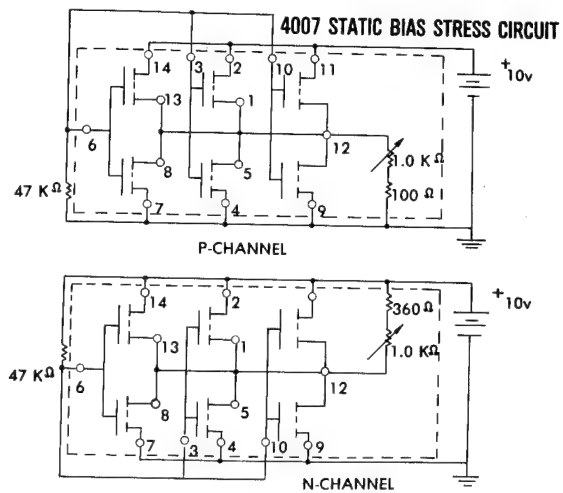 4007 STATIC BIAS STRESS CIRCUIT
14 3 2 10 11
+
10v
13 1
6
12
8 5
1.0 KΩ
47 KΩ
100 Ω
7 4 9
P-CHANNEL
14 2
360 Ω
+
10v
13 1
1.0 KΩ
47 KΩ
6
12
8 5
7 3 4 10 9
N-CHANNEL